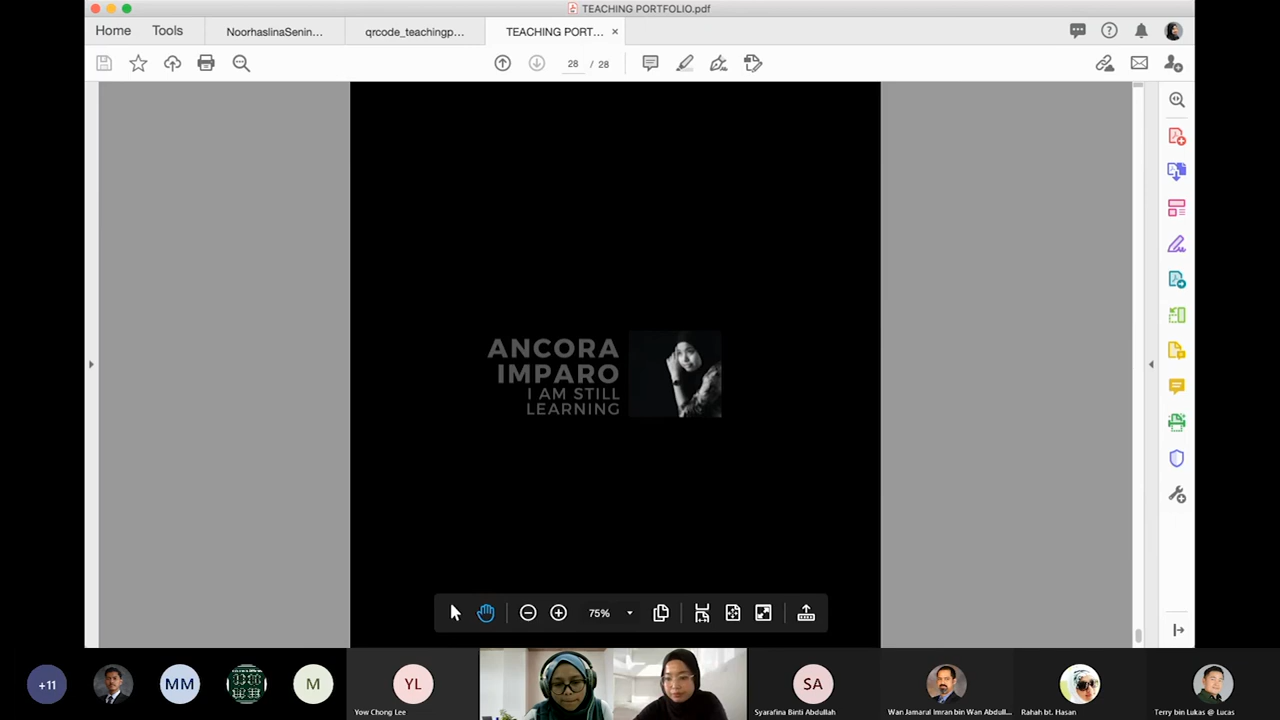 TEACHING PORTFOLIO.pdf
Home Tools NoorhaslinaSenin... qrcode_teachingp... TEACHING PORT... ×
28 / 28
ANCORA
IMPARO
I AM STILL
LEARNING
75%
+11 MM M YL SA
Yow Chong Lee Syarafina Binti Abdullah Wan Jamarul Imran bin Wan Abdull... Rahah bt. Hasan Terry bin Lukas @ Lucas